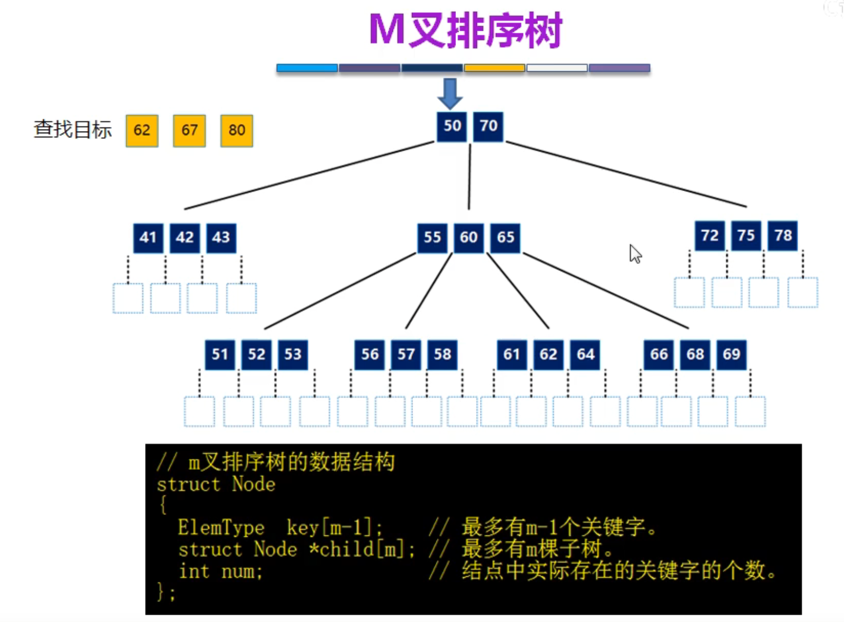 M叉排序树
查找目标 62 67 80
50 70
41 42 43
55 60 65
72 75 78
51 52 53
56 57 58
61 62 64
66 68 69
// m叉排序树的数据结构
struct Node
{
ElemType key[m-1]; // 最多有m-1个关键字。
struct Node *child[m]; // 最多有m棵子树。
int num; // 结点中实际存在的关键字的个数。
};